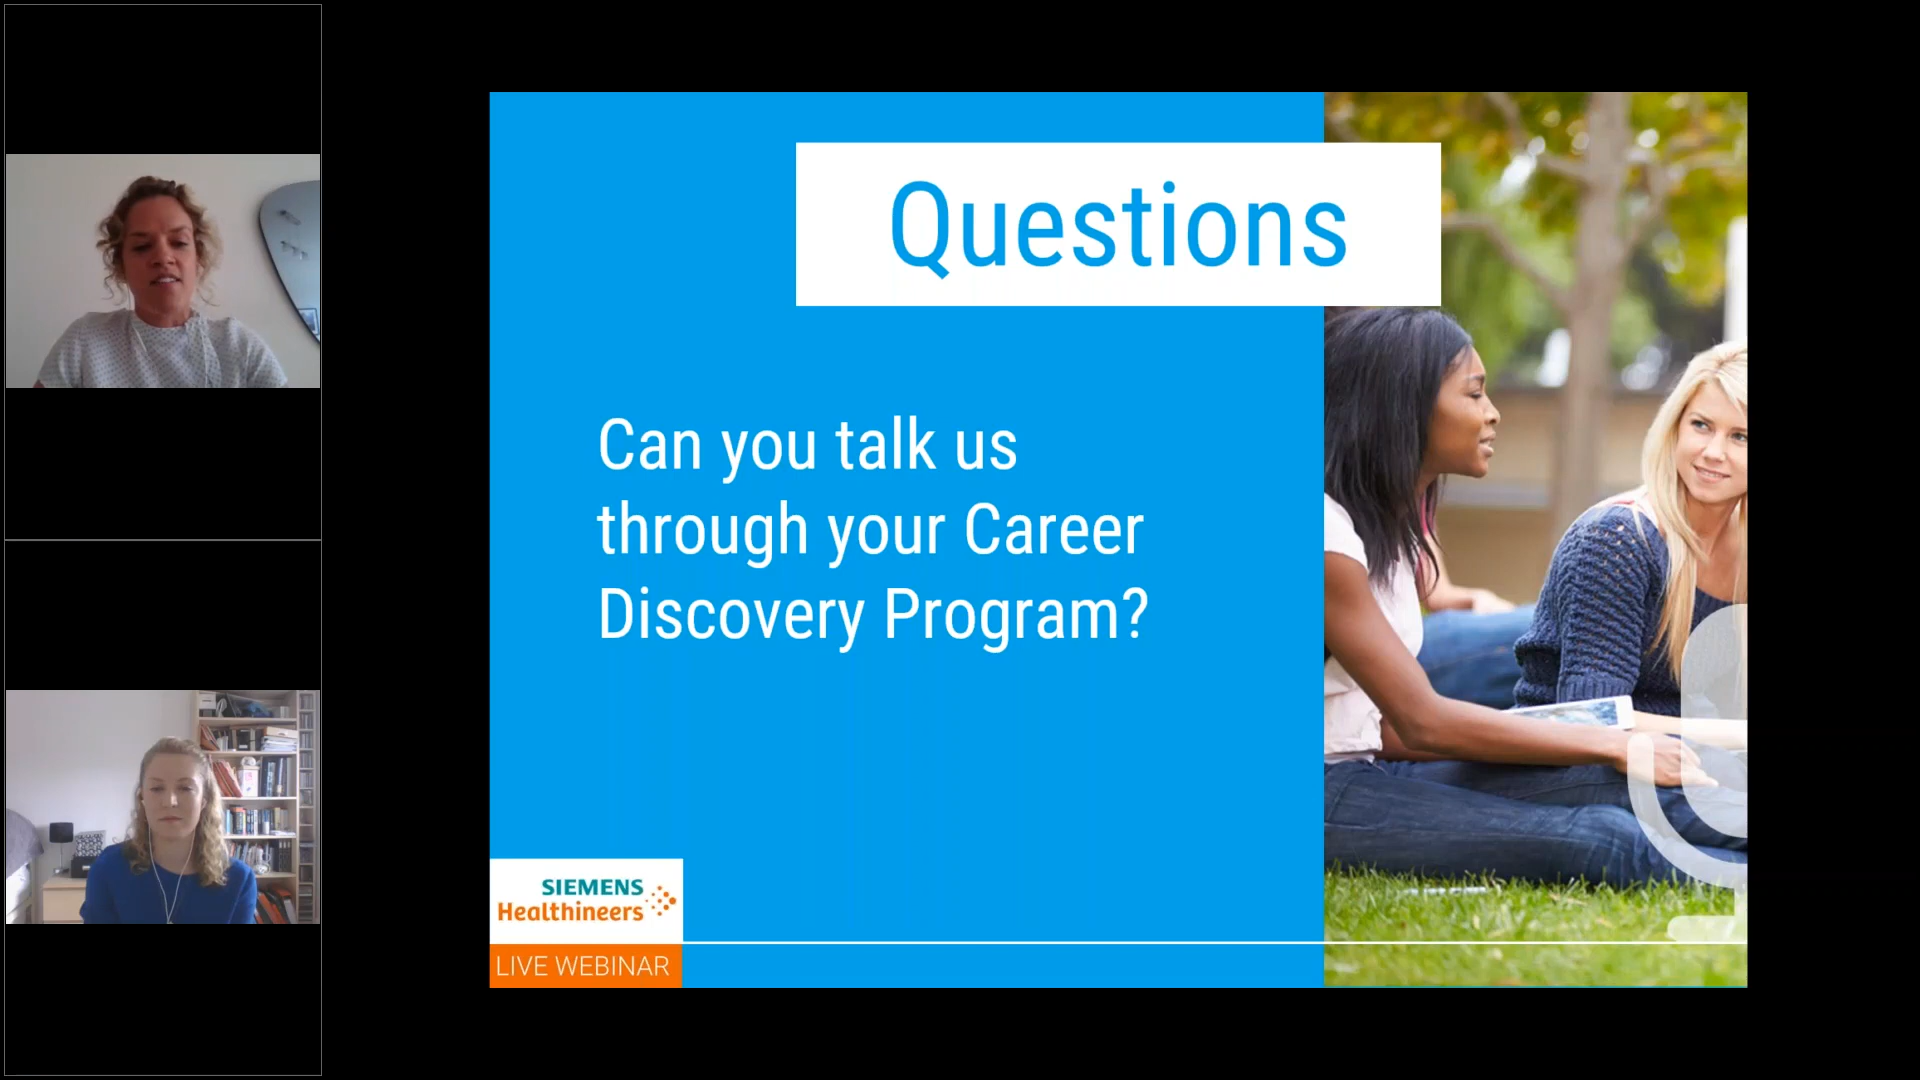 Questions
Can you talk us
through your Career
Discovery Program?
SIEMENS
Healthineers
LIVE WEBINAR